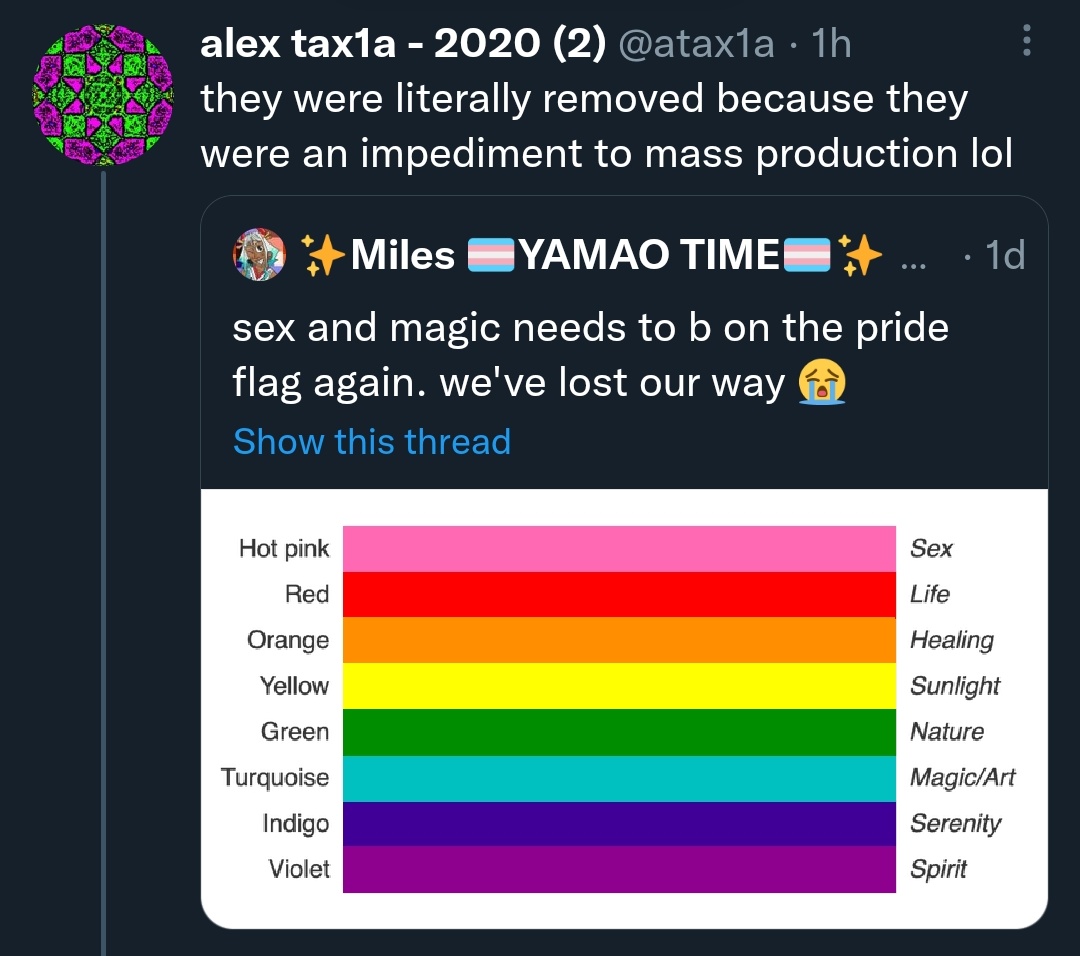 alex tax1a - 2020 (2) @atax1a · 1h
they were literally removed because they
were an impediment to mass production lol
✨Miles 🏳️‍⚧️YAMAO TIME🏳️‍⚧️✨ ... · 1d
sex and magic needs to b on the pride
flag again. we've lost our way 😭
Show this thread
Hot pink Sex
Red Life
Orange Healing
Yellow Sunlight
Green Nature
Turquoise Magic/Art
Indigo Serenity
Violet Spirit